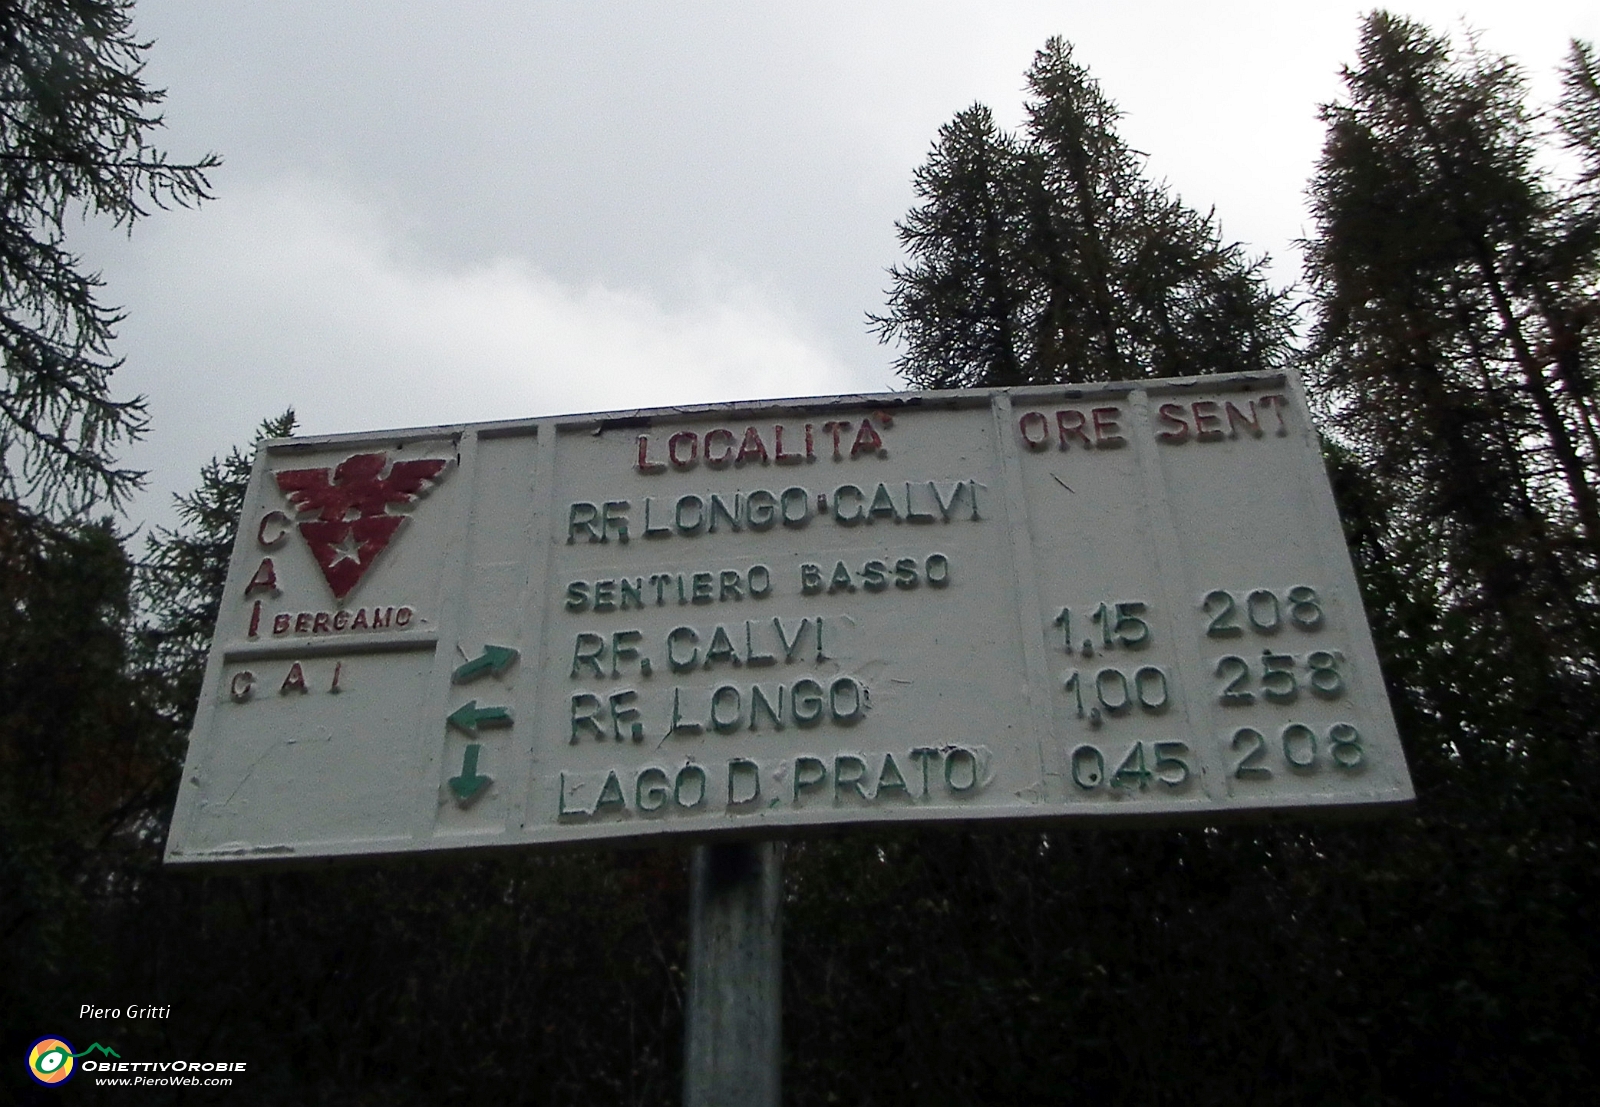 LOCALITA' ORE SENT
RF. LONGO-CALVI
SENTIERO BASSO
RF. CALVI 1,15 208
RF. LONGO 1,00 258
LAGO D. PRATO 0.45 208
C
A
I BERGAMO
C A I
Piero Gritti
OBIETTIVOROBIE
www.PieroWeb.com